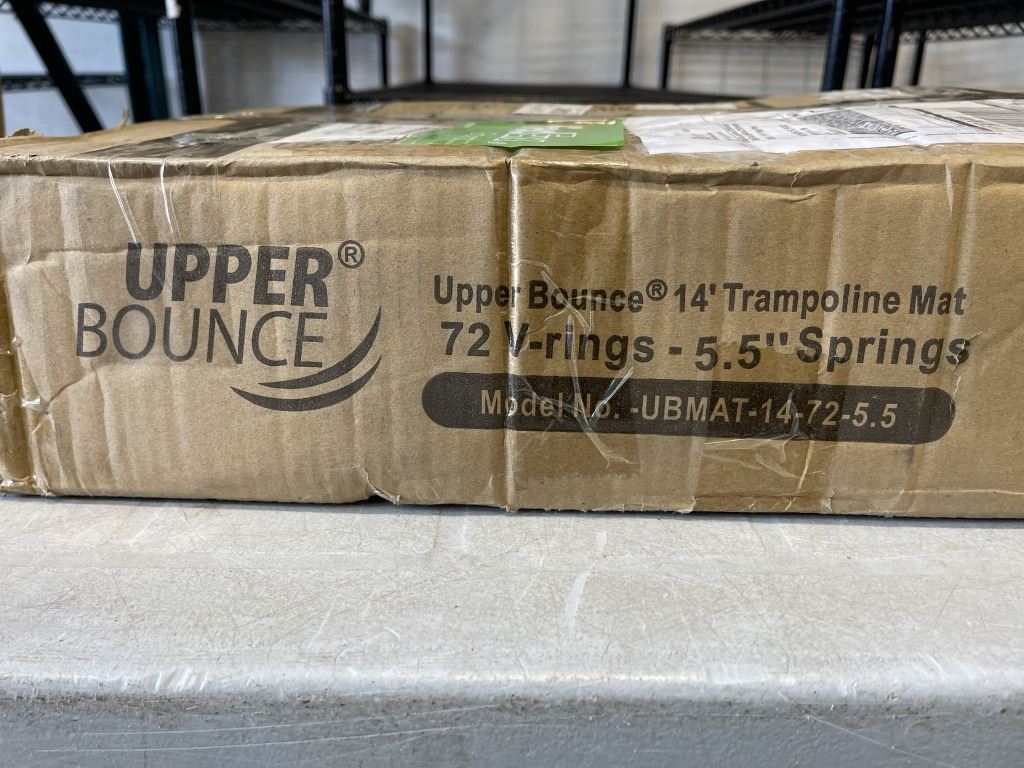 UPPER®
BOUNCE
Upper Bounce® 14' Trampoline Mat
72 V-rings - 5.5" Springs
Model No. -UBMAT-14-72-5.5